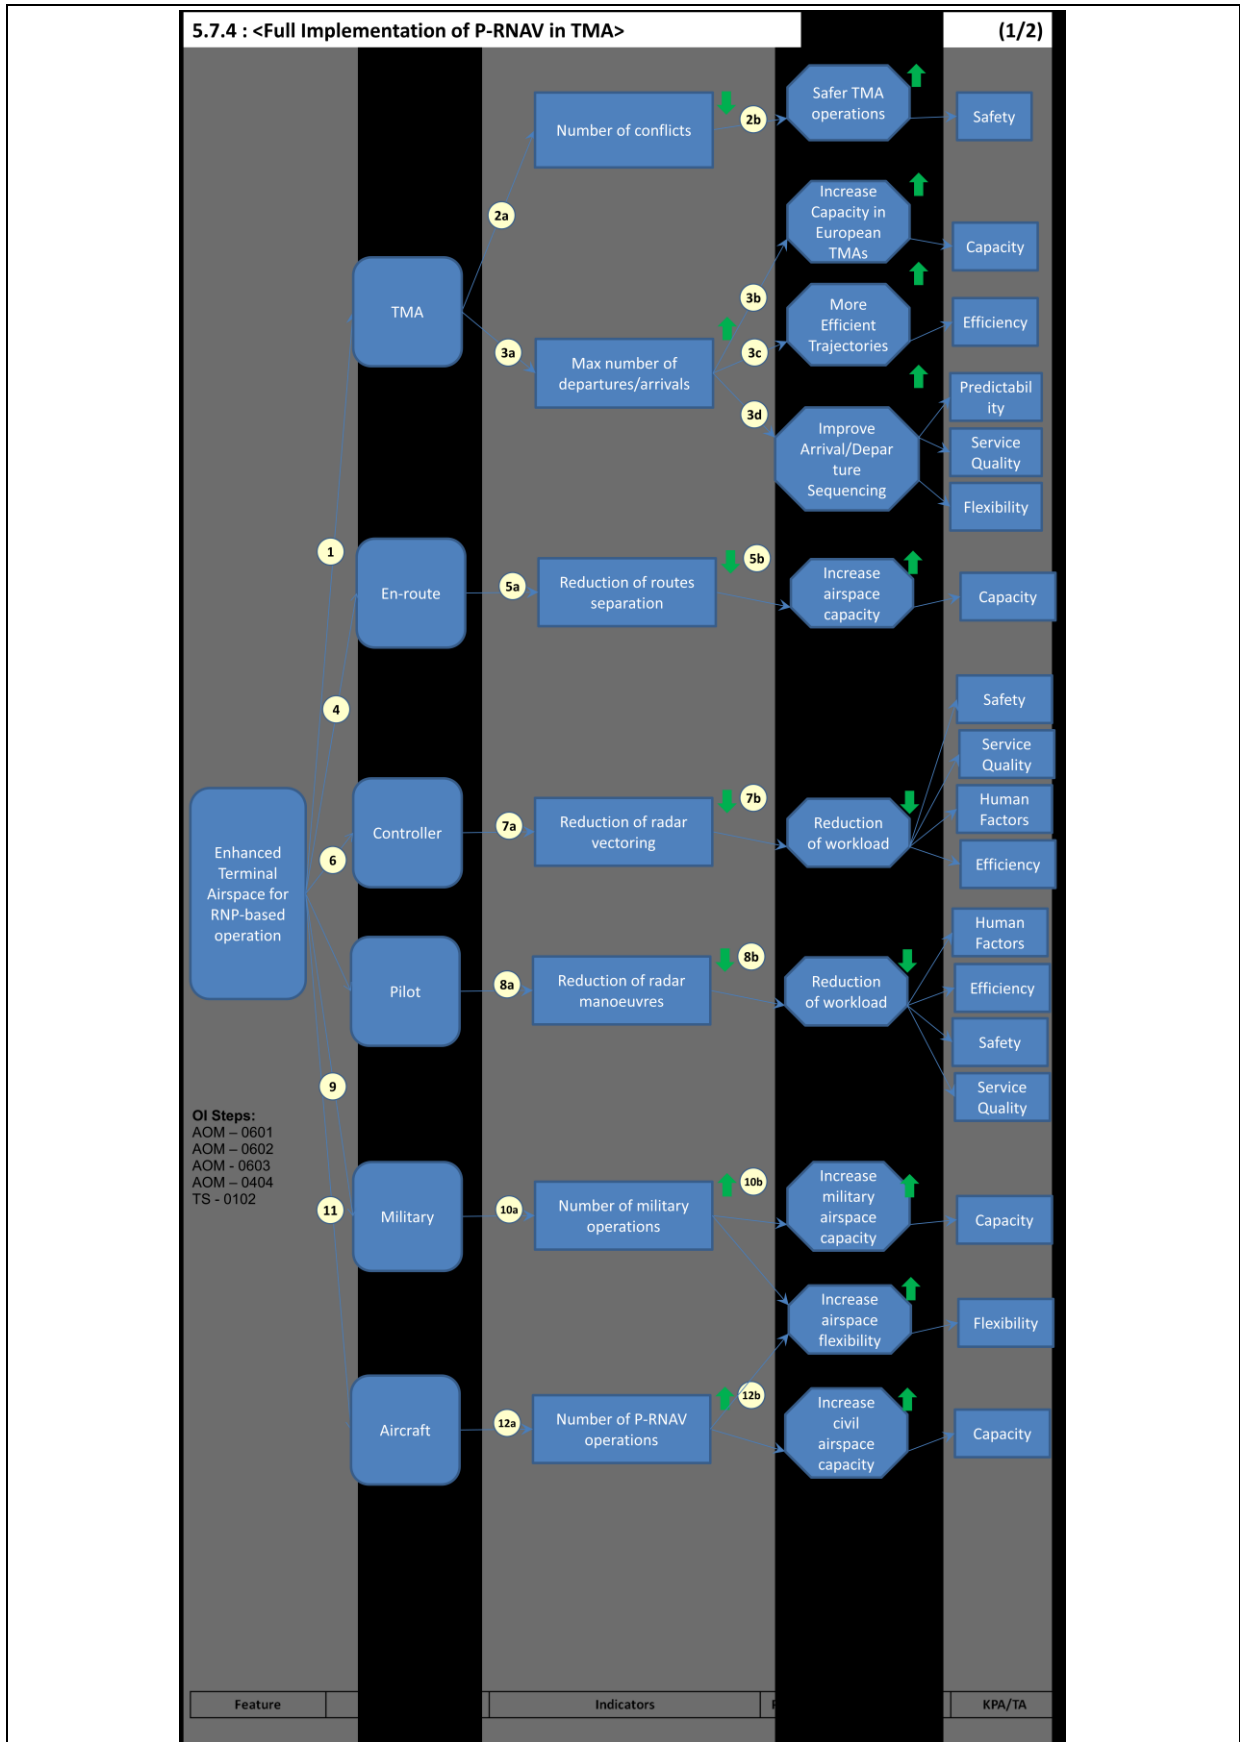 5.7.4 : <Full Implementation of P-RNAV in TMA>
(1/2)
Number of conflicts
2b
Safer TMA
operations
Safety
2a
Increase
Capacity in
European
TMAs
Capacity
TMA
3b
More
Efficient
Trajectories
Efficiency
3a
Max number of
departures/arrivals
3c
3d
Predictabil
ity
Improve
Arrival/Depar
ture
Sequencing
Service
Quality
Flexibility
1
En-route
5a
Reduction of routes
separation
5b
Increase
airspace
capacity
Capacity
4
Safety
Service
Quality
Controller
7a
Reduction of radar
vectoring
7b
Reduction
of workload
Human
Factors
Efficiency
6
Enhanced
Terminal
Airspace for
RNP-based
operation
Pilot
8a
Reduction of radar
manoeuvres
8b
Reduction
of workload
Human
Factors
Efficiency
Safety
Service
Quality
9
OI Steps:
AOM – 0601
AOM – 0602
AOM - 0603
AOM – 0404
TS - 0102
11
Military
10a
Number of military
operations
10b
Increase
military
airspace
capacity
Capacity
Increase
airspace
flexibility
Flexibility
Aircraft
12a
Number of P-RNAV
operations
12b
Increase
civil
airspace
capacity
Capacity
Feature
Indicators
KPA/TA